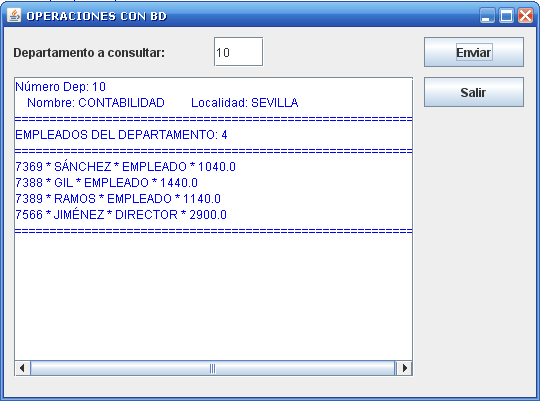 OPERACIONES CON BD
Departamento a consultar: 10 Enviar
Salir
Número Dep: 10
Nombre: CONTABILIDAD Localidad: SEVILLA
=========================================================
EMPLEADOS DEL DEPARTAMENTO: 4
=========================================================
7369 * SÁNCHEZ * EMPLEADO * 1040.0
7388 * GIL * EMPLEADO * 1440.0
7389 * RAMOS * EMPLEADO * 1140.0
7566 * JIMÉNEZ * DIRECTOR * 2900.0
=========================================================